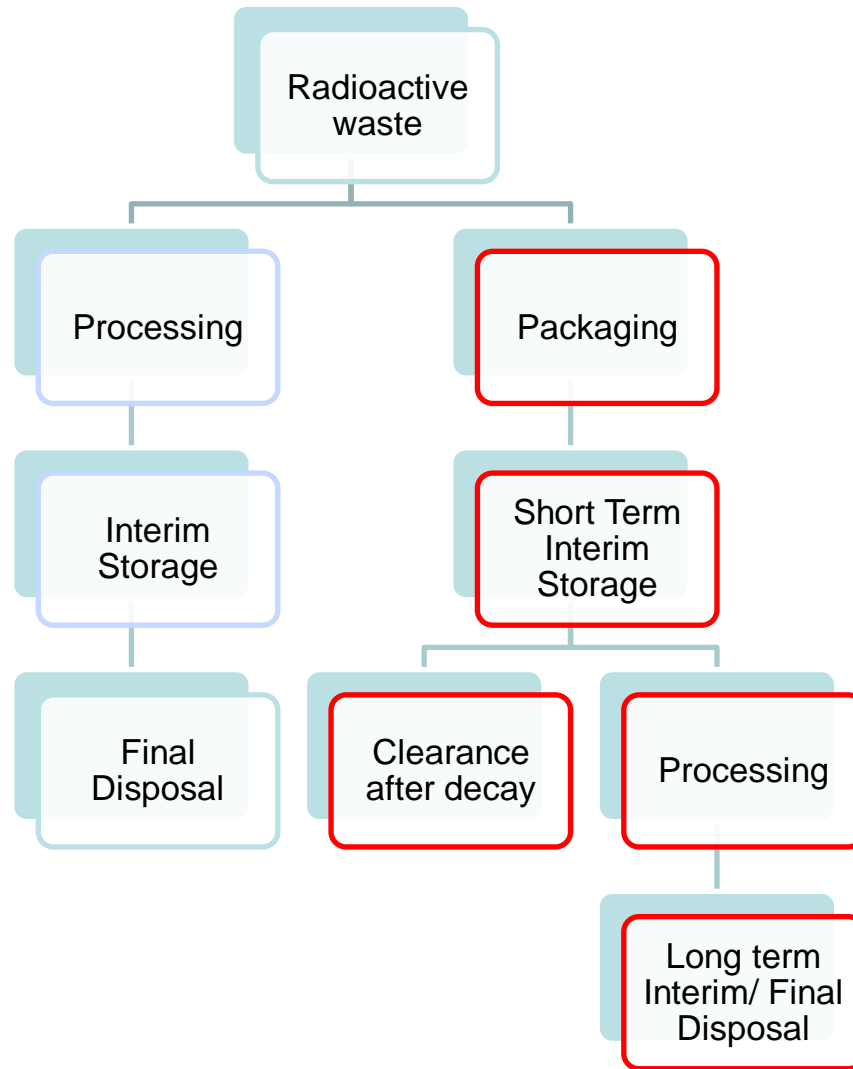 Radioactive
waste
Processing
Packaging
Interim
Storage
Short Term
Interim
Storage
Final
Disposal
Clearance
after decay
Processing
Long term
Interim/ Final
Disposal